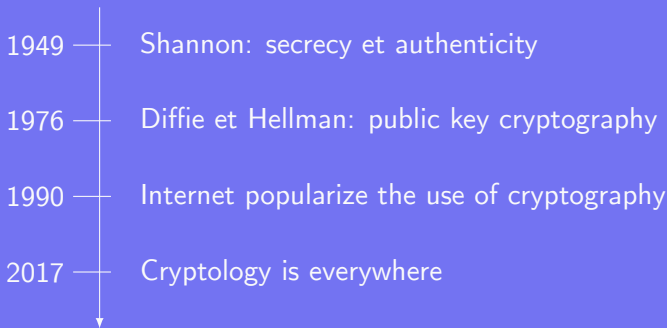 1949 Shannon: secrecy et authenticity
1976 Diffie et Hellman: public key cryptography
1990 Internet popularize the use of cryptography
2017 Cryptology is everywhere